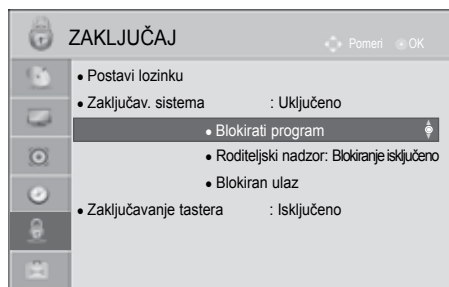 ZAKLJUČAJ
Pomeri OK
• Postavi lozinku
• Zaključav. sistema : Uključeno
• Blokirati program
• Roditeljski nadzor: Blokiranje isključeno
• Blokiran ulaz
• Zaključavanje tastera : Isključeno